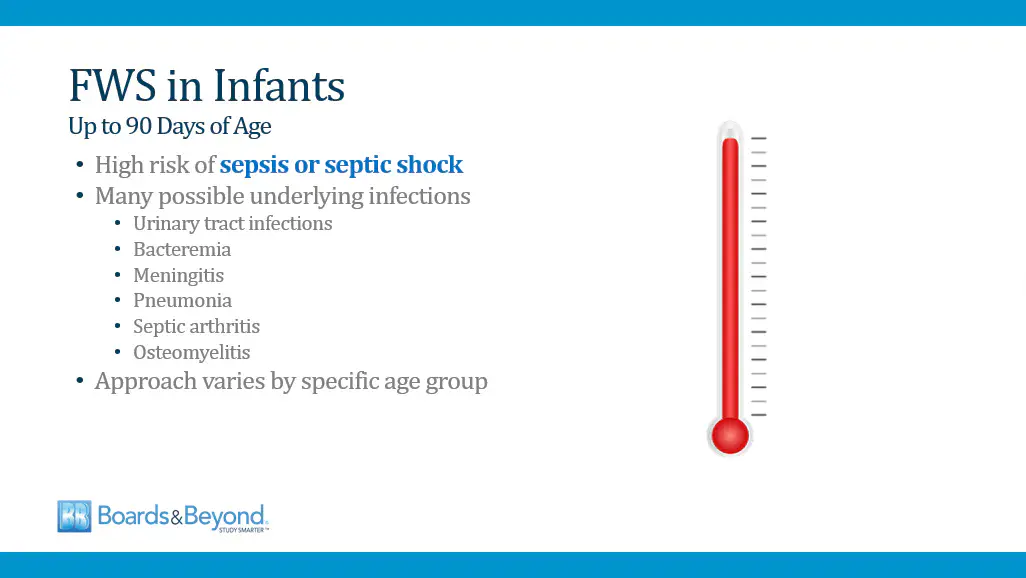 FWS in Infants
Up to 90 Days of Age
• High risk of sepsis or septic shock
• Many possible underlying infections
• Urinary tract infections
• Bacteremia
• Meningitis
• Pneumonia
• Septic arthritis
• Osteomyelitis
• Approach varies by specific age group
BB Boards&Beyond.
STUDY SMARTER™